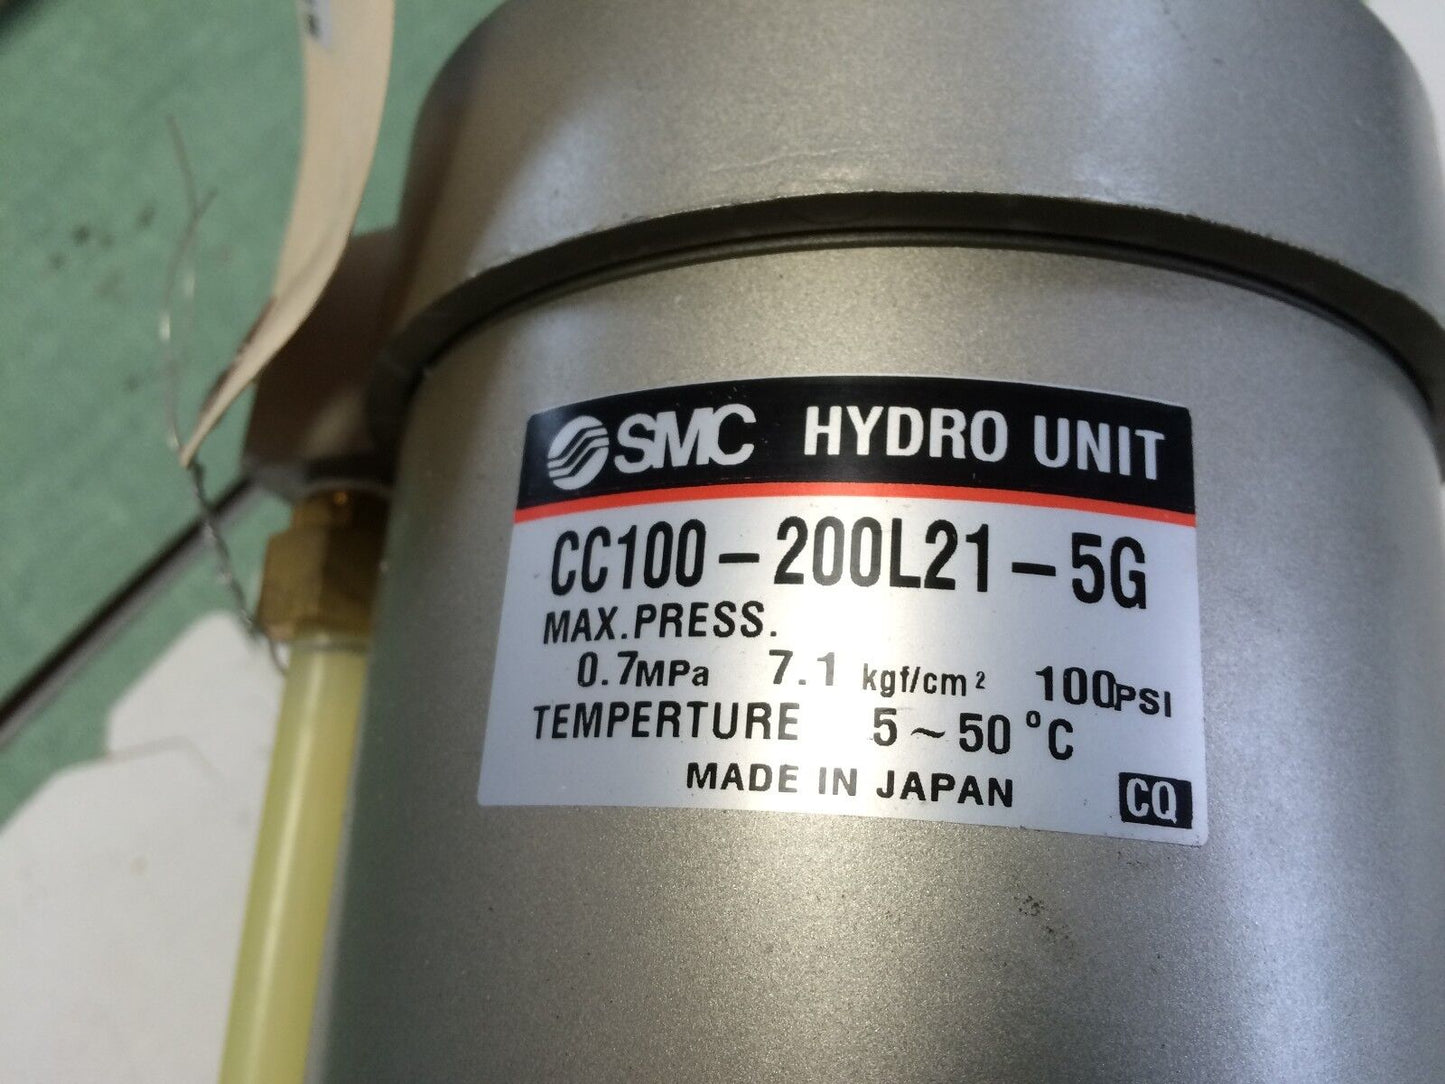 SMC HYDRO UNIT
CC100-200L21-5G
MAX.PRESS.
0.7MPa 7.1 kgf/cm² 100PSI
TEMPERTURE 5~50°C
MADE IN JAPAN CQ